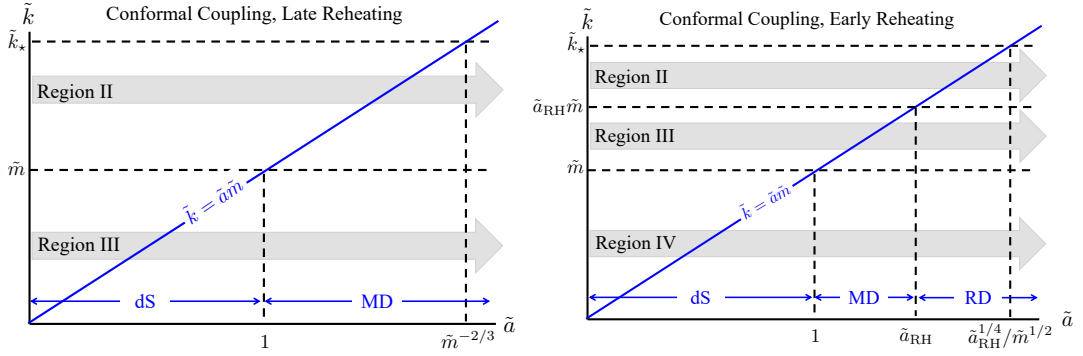 Conformal Coupling, Late Reheating
k̃
k̃⋆
Region II
m̃
k̃ = ãm̃
Region III
dS
MD
ã
1
m̃^{-2/3}
Conformal Coupling, Early Reheating
k̃
k̃⋆
Region II
ã_RH m̃
Region III
m̃
k̃ = ãm̃
Region IV
dS
MD
RD
ã
1
ã_RH
ã_RH^{1/4}/m̃^{1/2}